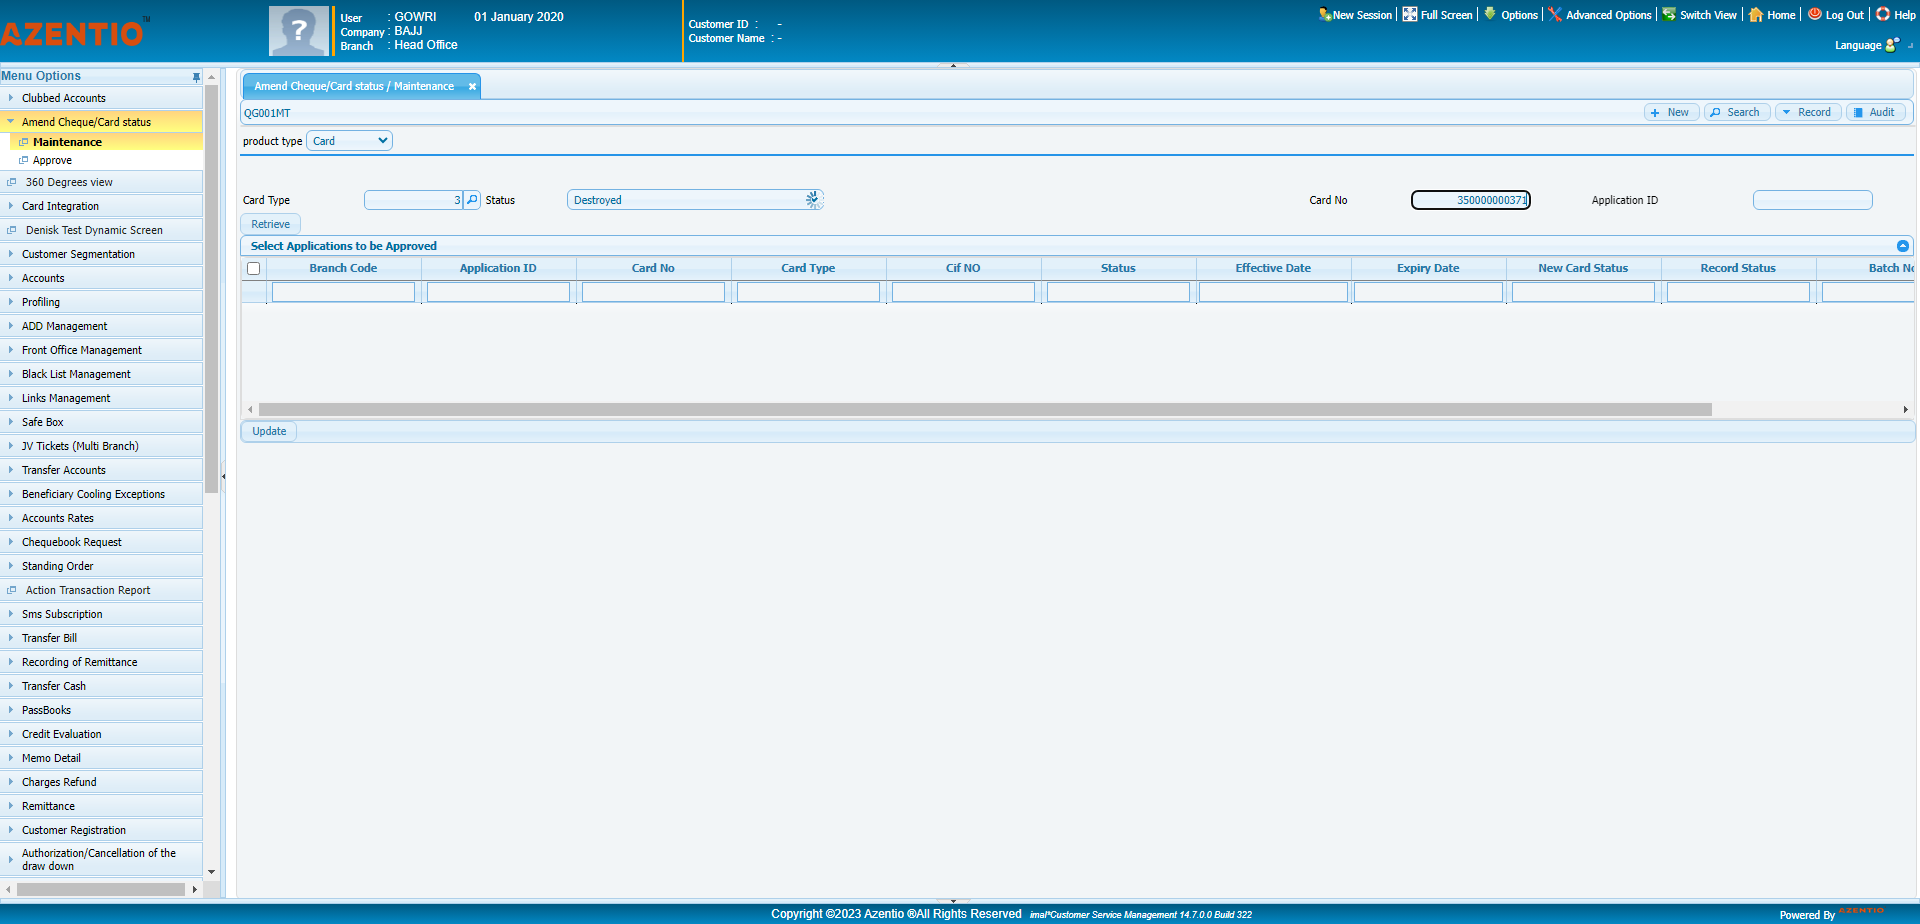 AZENTIO™
User : GOWRI 01 January 2020
Company : BAJJ
Branch : Head Office
Customer ID : -
Customer Name : -
New Session Full Screen Options Advanced Options Switch View Home Log Out Help
Language
Menu Options
Clubbed Accounts
Amend Cheque/Card status
Maintenance
Approve
360 Degrees view
Card Integration
Denisk Test Dynamic Screen
Customer Segmentation
Accounts
Profiling
ADD Management
Front Office Management
Black List Management
Links Management
Safe Box
JV Tickets (Multi Branch)
Transfer Accounts
Beneficiary Cooling Exceptions
Accounts Rates
Chequebook Request
Standing Order
Action Transaction Report
Sms Subscription
Transfer Bill
Recording of Remittance
Transfer Cash
PassBooks
Credit Evaluation
Memo Detail
Charges Refund
Remittance
Customer Registration
Authorization/Cancellation of the
draw down
Amend Cheque/Card status / Maintenance
QG001MT
New Search Record Audit
product type Card
Card Type 3 Status Destroyed Card No 350000000371 Application ID
Retrieve
Select Applications to be Approved
Branch Code Application ID Card No Card Type Cif NO Status Effective Date Expiry Date New Card Status Record Status Batch No
Update
Copyright ©2023 Azentio ®All Rights Reserved imal*Customer Service Management 14.7.0.0 Build 322
Powered By AZENTIO